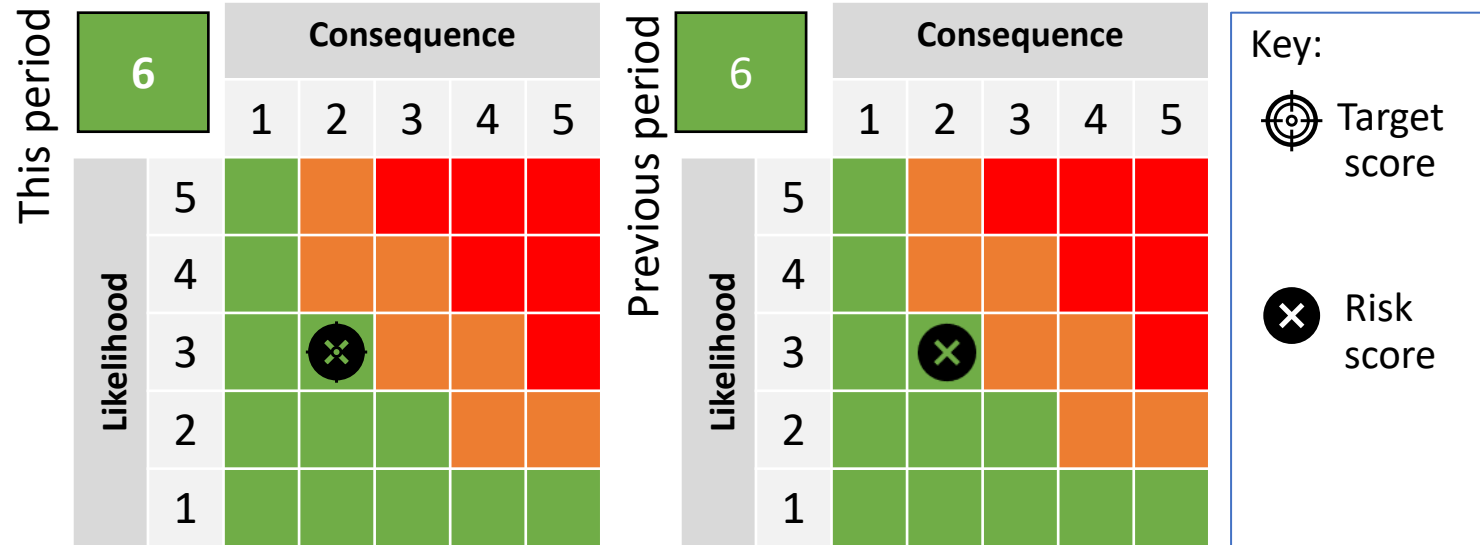 This period
6
Consequence
1 2 3 4 5
Likelihood
5
4
3
2
1
Previous period
6
Consequence
1 2 3 4 5
Likelihood
5
4
3
2
1
Key:
Target
score
Risk
score